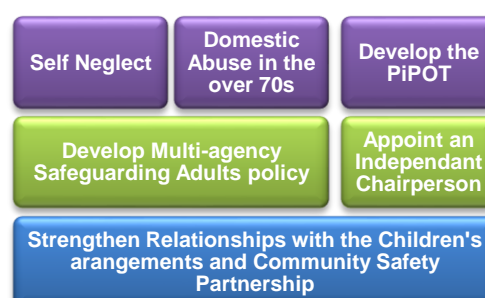 Self Neglect
Domestic
Abuse in the
over 70s
Develop the
PiPOT
Develop Multi-agency
Safeguarding Adults policy
Appoint an
Independant
Chairperson
Strengthen Relationships with the Children's
arangements and Community Safety
Partnership